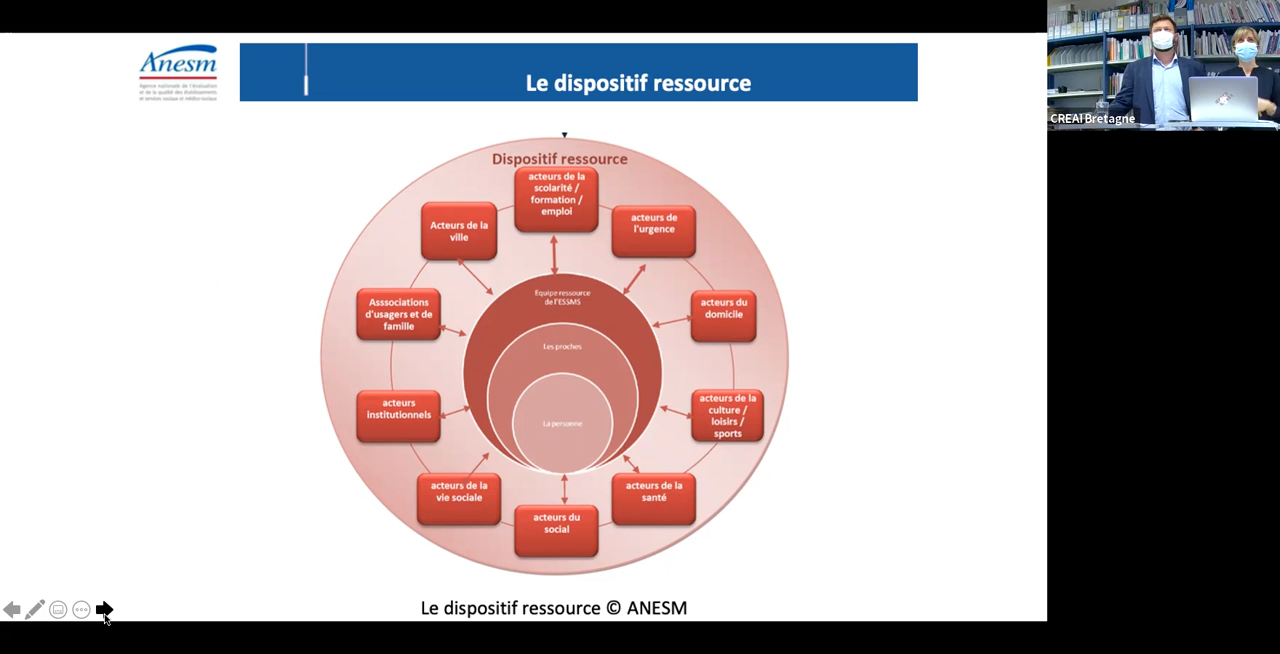 Anesm
Agence nationale de l'évaluation
et de la qualité des établissements
et services sociaux et médico-sociaux
Le dispositif ressource
CREAI Bretagne
Dispositif ressource
acteurs de la
scolarité /
formation /
emploI
acteurs de
l'urgence
acteurs du
domicile
acteurs de la
culture /
loisirs /
sports
acteurs de la
santé
acteurs du
social
acteurs de la
vie sociale
acteurs
institutionnels
Associations
d'usagers et de
famille
Acteurs de la
ville
Equipe ressource
de l'ESSMS
Les proches
La personne
Le dispositif ressource © ANESM